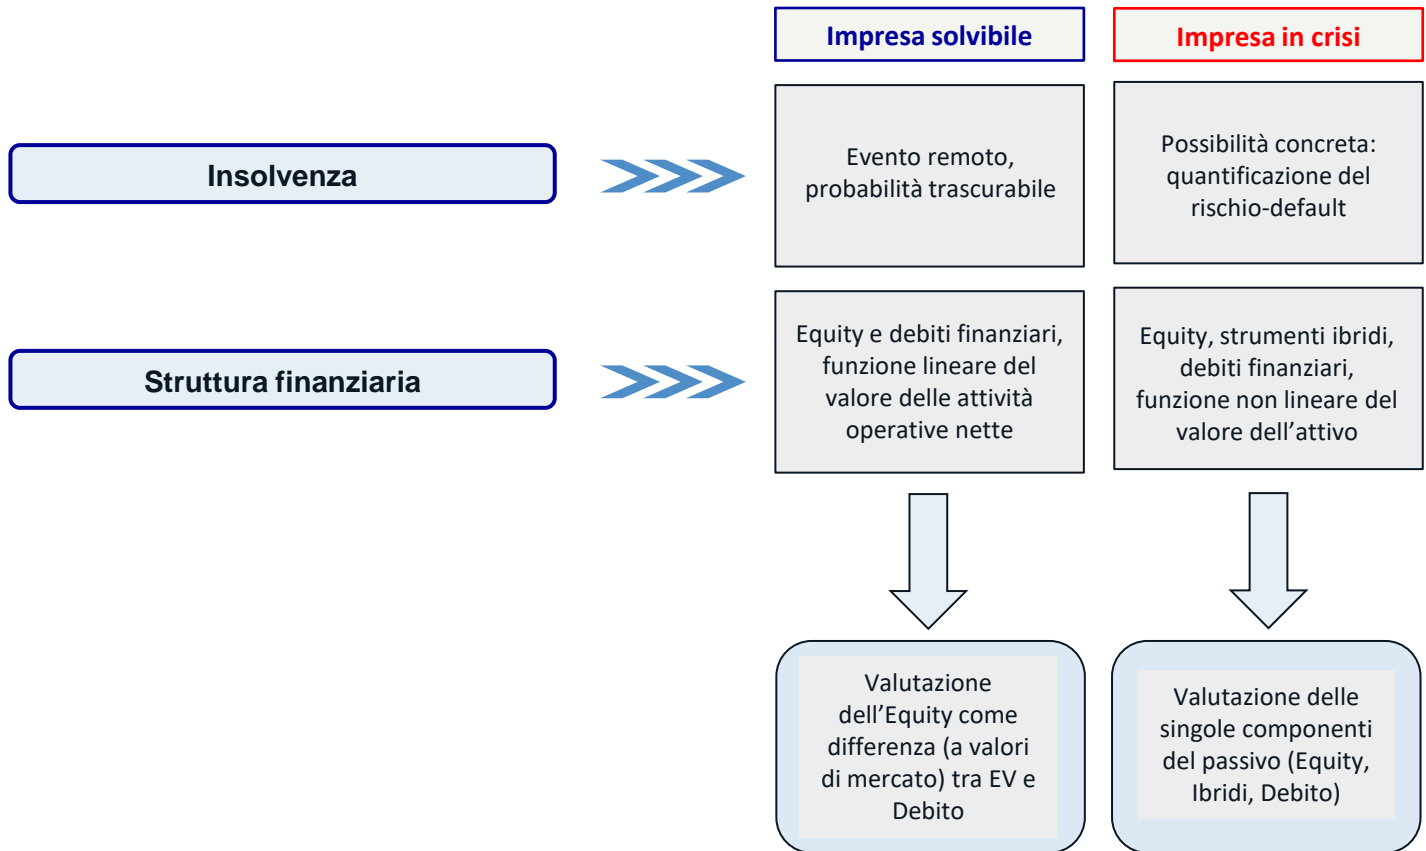 Impresa solvibile
Impresa in crisi
Insolvenza
Evento remoto,
probabilità trascurabile
Possibilità concreta:
quantificazione del
rischio-default
Struttura finanziaria
Equity e debiti finanziari,
funzione lineare del
valore delle attività
operative nette
Equity, strumenti ibridi,
debiti finanziari,
funzione non lineare del
valore dell’attivo
Valutazione
dell’Equity come
differenza (a valori
di mercato) tra EV e
Debito
Valutazione delle
singole componenti
del passivo (Equity,
Ibridi, Debito)